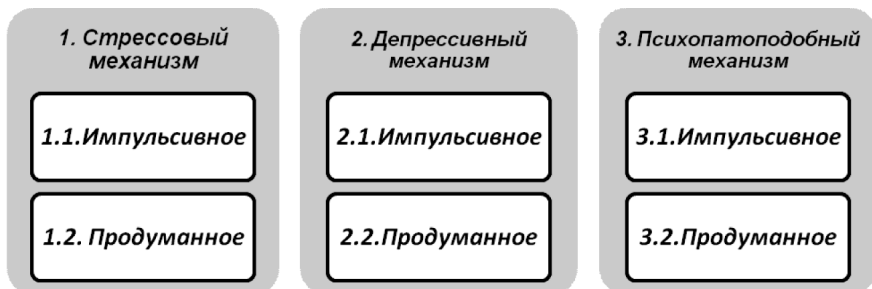 1. Стрессовый
механизм
1.1.Импульсивное
1.2. Продуманное
2. Депрессивный
механизм
2.1.Импульсивное
2.2.Продуманное
3. Психопатоподобный
механизм
3.1.Импульсивное
3.2.Продуманное